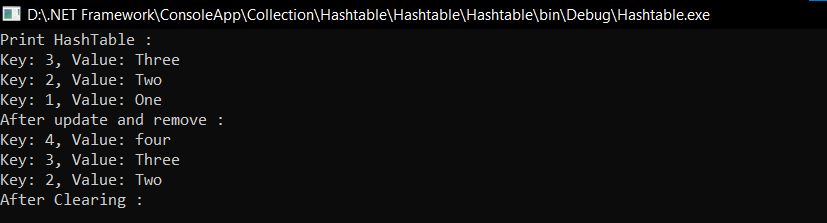 D:\.NET Framework\ConsoleApp\Collection\Hashtable\Hashtable\Hashtable\bin\Debug\Hashtable.exe
Print HashTable :
Key: 3, Value: Three
Key: 2, Value: Two
Key: 1, Value: One
After update and remove :
Key: 4, Value: four
Key: 3, Value: Three
Key: 2, Value: Two
After Clearing :